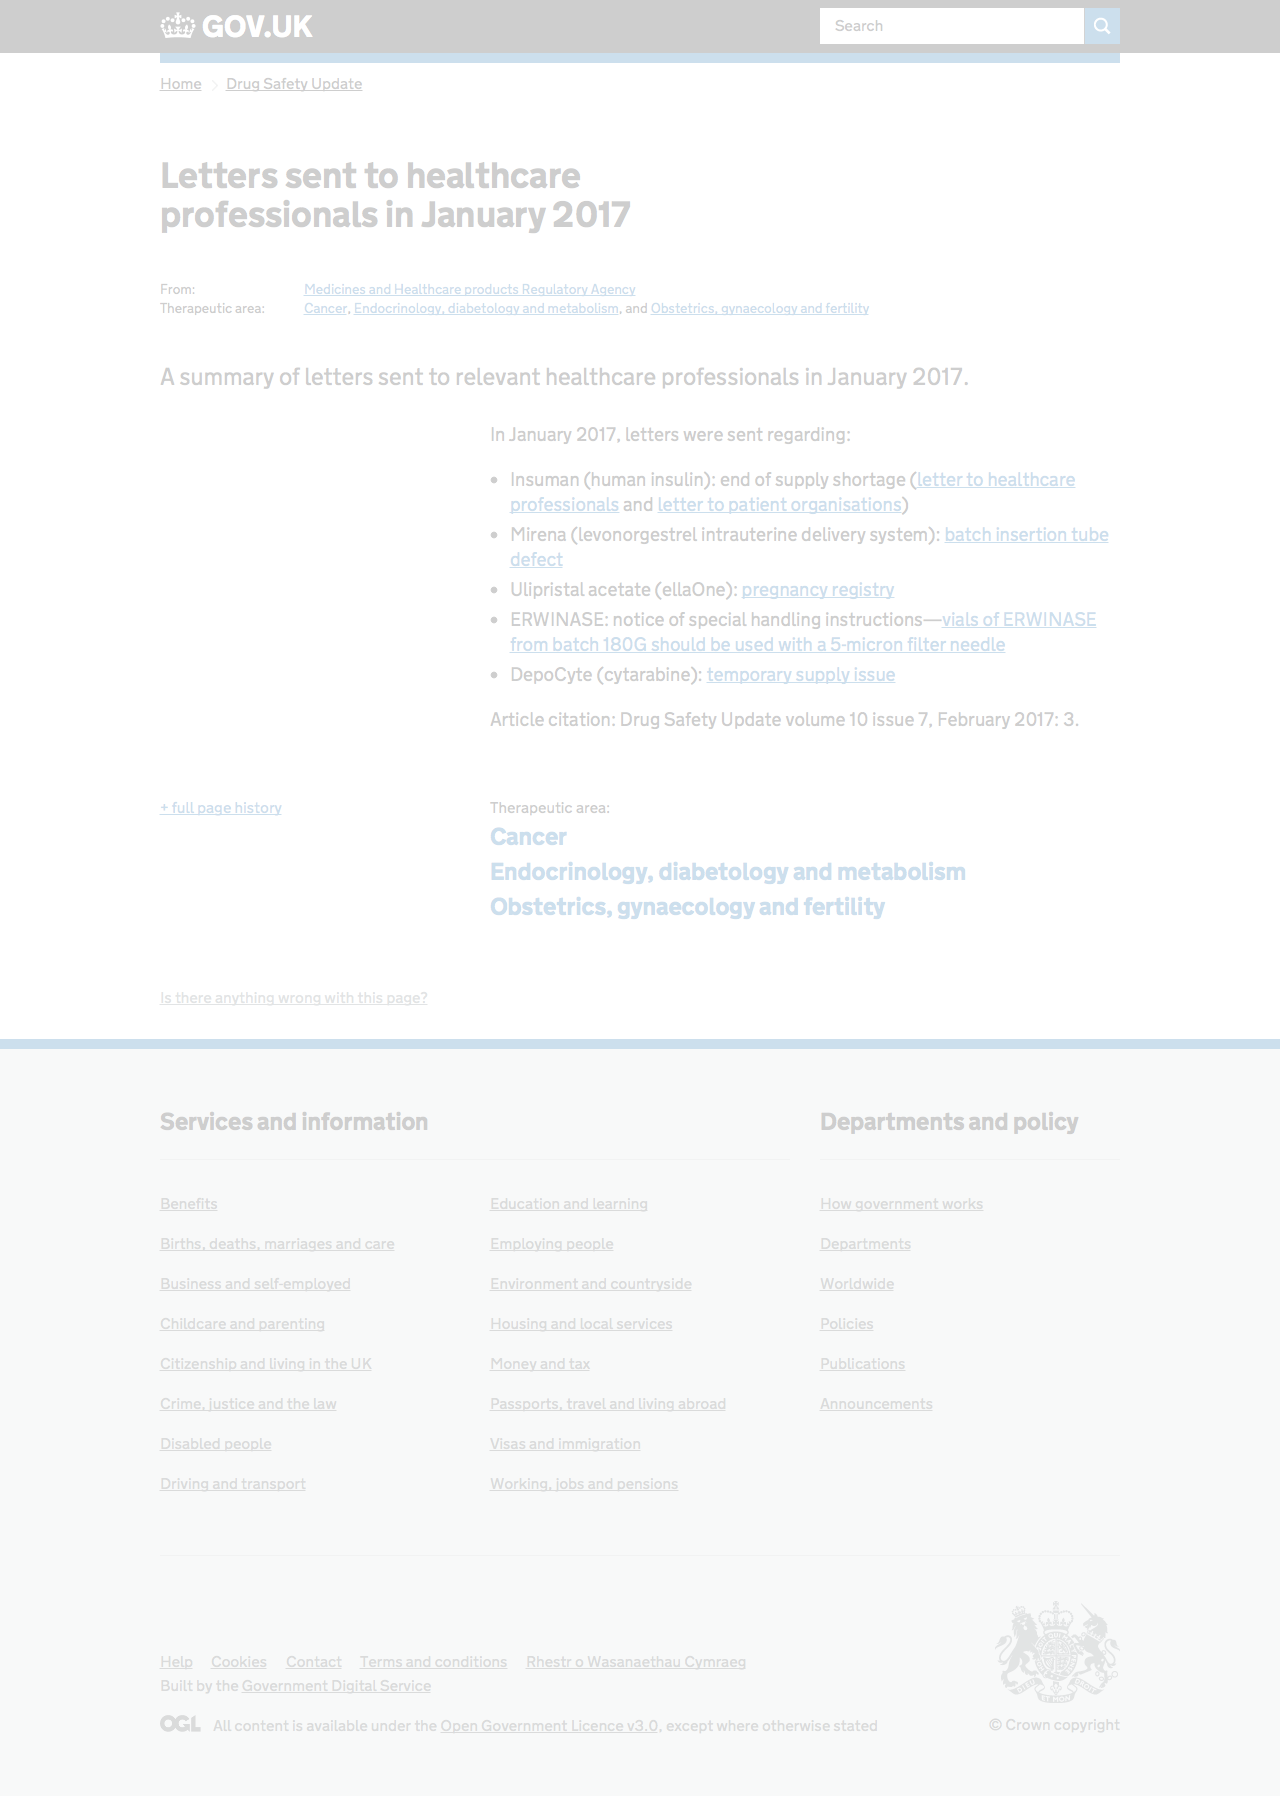 GOV.UK
Search
Home
Drug Safety Update
Letters sent to healthcare
professionals in January 2017
From: Medicines and Healthcare products Regulatory Agency
Therapeutic area: Cancer, Endocrinology, diabetology and metabolism, and Obstetrics, gynaecology and fertility
A summary of letters sent to relevant healthcare professionals in January 2017.
In January 2017, letters were sent regarding:
• Insuman (human insulin): end of supply shortage (letter to healthcare
professionals and letter to patient organisations)
• Mirena (levonorgestrel intrauterine delivery system): batch insertion tube
defect
• Ulipristal acetate (ellaOne): pregnancy registry
• ERWINASE: notice of special handling instructions—vials of ERWINASE
from batch 180G should be used with a 5-micron filter needle
• DepoCyte (cytarabine): temporary supply issue
Article citation: Drug Safety Update volume 10 issue 7, February 2017: 3.
+ full page history
Therapeutic area:
Cancer
Endocrinology, diabetology and metabolism
Obstetrics, gynaecology and fertility
Is there anything wrong with this page?
Services and information
Benefits
Births, deaths, marriages and care
Business and self-employed
Childcare and parenting
Citizenship and living in the UK
Crime, justice and the law
Disabled people
Driving and transport
Education and learning
Employing people
Environment and countryside
Housing and local services
Money and tax
Passports, travel and living abroad
Visas and immigration
Working, jobs and pensions
Departments and policy
How government works
Departments
Worldwide
Policies
Publications
Announcements
Help Cookies Contact Terms and conditions Rhestr o Wasanaethau Cymraeg
Built by the Government Digital Service
OGL All content is available under the Open Government Licence v3.0, except where otherwise stated
© Crown copyright